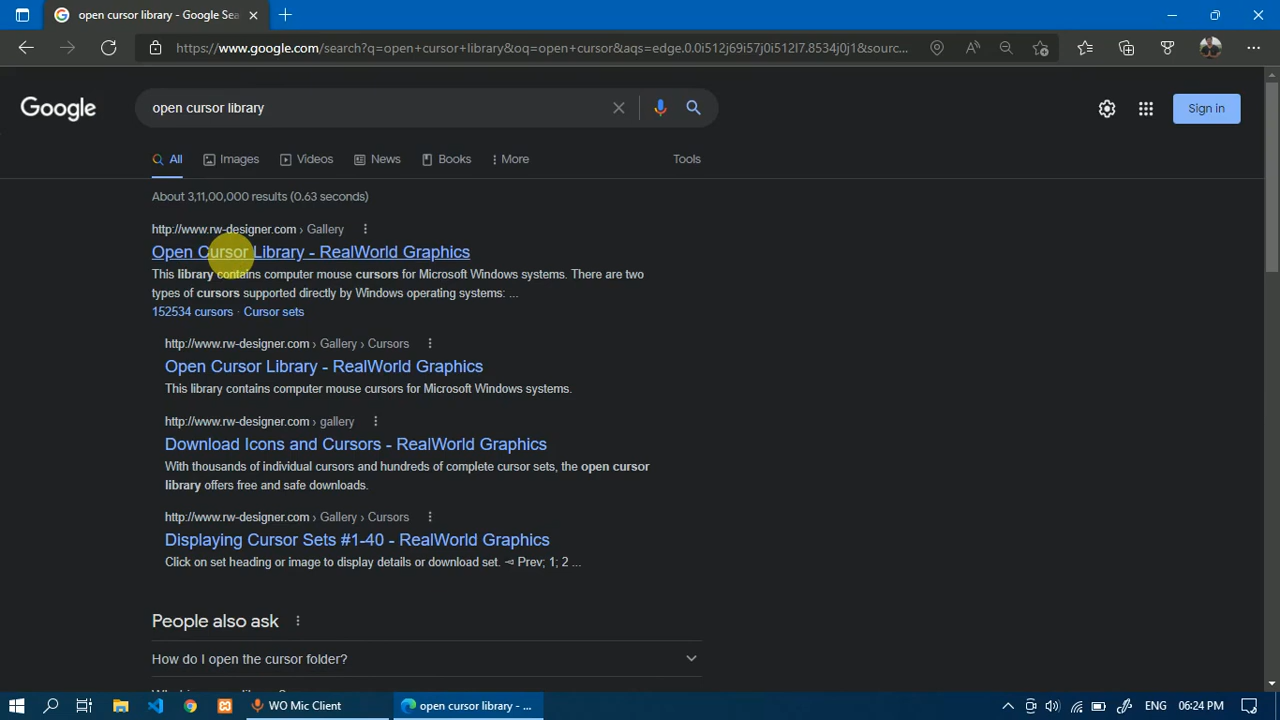 open cursor library - Google Sea
https://www.google.com/search?q=open+cursor+library&oq=open+cursor&aqs=edge.0.0i512j69i57j0i512l7.8534j0j1&sourc...
Google
open cursor library
Sign in
All
Images
Videos
News
Books
More
Tools
About 3,11,00,000 results (0.63 seconds)
http://www.rw-designer.com › Gallery
Open Cursor Library - RealWorld Graphics
This library contains computer mouse cursors for Microsoft Windows systems. There are two
types of cursors supported directly by Windows operating systems: ...
152534 cursors · Cursor sets
http://www.rw-designer.com › Gallery › Cursors
Open Cursor Library - RealWorld Graphics
This library contains computer mouse cursors for Microsoft Windows systems.
http://www.rw-designer.com › gallery
Download Icons and Cursors - RealWorld Graphics
With thousands of individual cursors and hundreds of complete cursor sets, the open cursor
library offers free and safe downloads.
http://www.rw-designer.com › Gallery › Cursors
Displaying Cursor Sets #1-40 - RealWorld Graphics
Click on set heading or image to display details or download set. ⊲ Prev; 1; 2 ...
People also ask
How do I open the cursor folder?
WO Mic Client
open cursor library - ...
ENG
06:24 PM